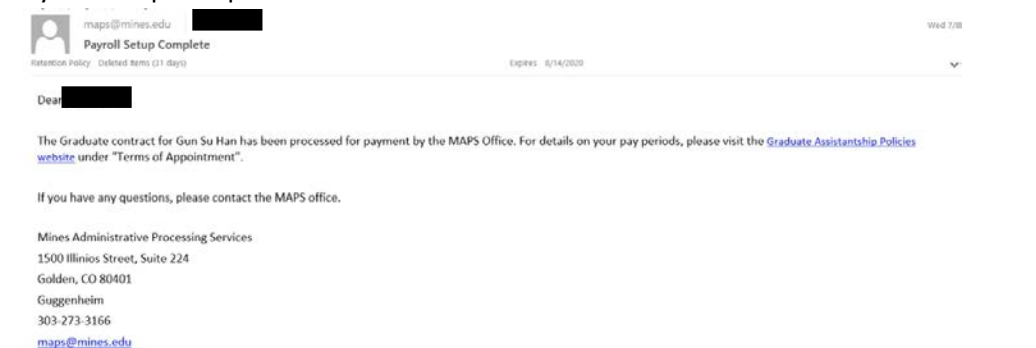 maps@mines.edu
Wed 7/8
Payroll Setup Complete
Retention Policy Deleted Items (31 days)
Expires 8/14/2020
Dear
The Graduate contract for Gun Su Han has been processed for payment by the MAPS Office. For details on your pay periods, please visit the Graduate Assistantship Policies
website under "Terms of Appointment".
If you have any questions, please contact the MAPS office.
Mines Administrative Processing Services
1500 Illinios Street, Suite 224
Golden, CO 80401
Guggenheim
303-273-3166
maps@mines.edu